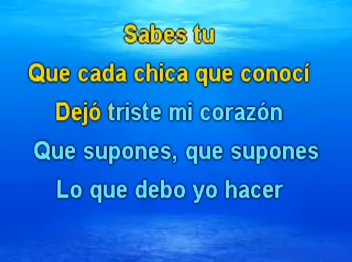 Sabes tu
Que cada chica que conocí
Dejó triste mi corazón
Que supones, que supones
Lo que debo yo hacer